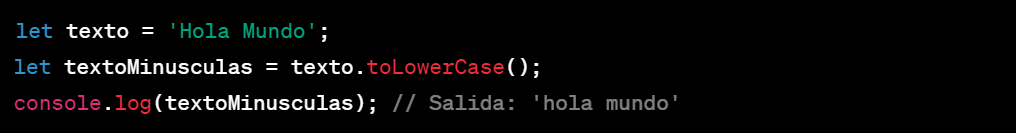 let texto = 'Hola Mundo';
let textoMinusculas = texto.toLowerCase();
console.log(textoMinusculas); // Salida: 'hola mundo'